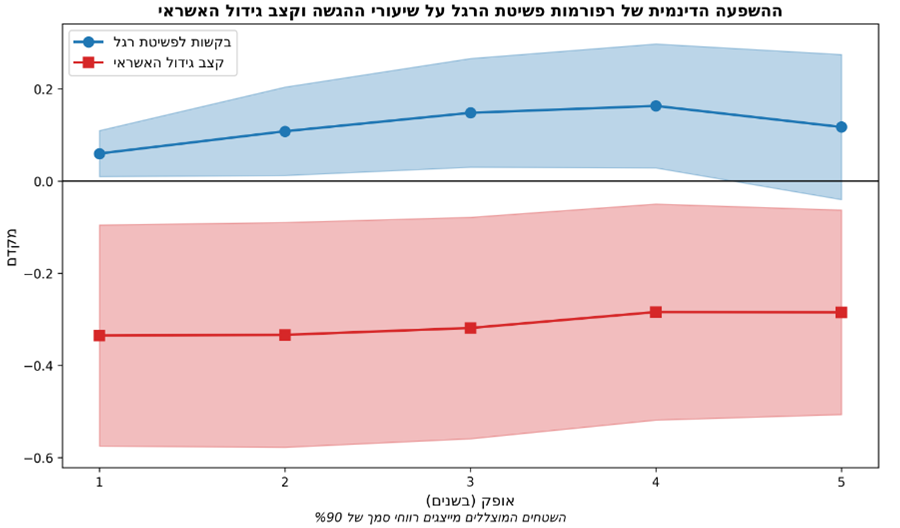 ההשפעה הדינמית של רפורמות פשיטת הרגל על שיעורי ההגשה וקצב גידול האשראי
בקשות לפשיטת רגל
קצב גידול האשראי
מקדם
0.2
0.0
−0.2
−0.4
−0.6
1 2 3 4 5
אופק (בשנים)
השטחים המוצללים מייצגים רווחי סמך של 90%